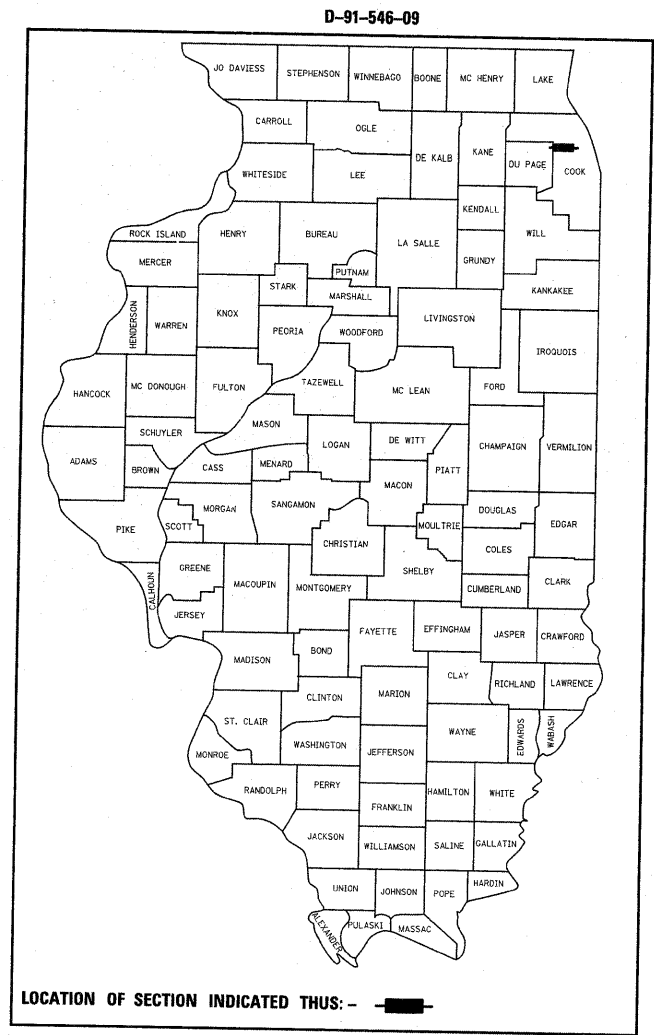 D-91-546-09
JO DAVIESS STEPHENSON WINNEBAGO BOONE MC HENRY LAKE
CARROLL OGLE DE KALB KANE DU PAGE COOK
WHITESIDE LEE
KENDALL
ROCK ISLAND HENRY BUREAU LA SALLE GRUNDY WILL
MERCER PUTNAM
STARK MARSHALL KANKAKEE
HENDERSON WARREN KNOX PEORIA WOODFORD LIVINGSTON IROQUOIS
HANCOCK MC DONOUGH FULTON TAZEWELL MC LEAN FORD
SCHUYLER MASON LOGAN DE WITT CHAMPAIGN VERMILION
ADAMS BROWN CASS MENARD MACON PIATT
PIKE SCOTT MORGAN SANGAMON CHRISTIAN MOULTRIE DOUGLAS EDGAR
COLES
CALHOUN GREENE MACOUPIN MONTGOMERY SHELBY CUMBERLAND CLARK
JERSEY
MADISON BOND FAYETTE EFFINGHAM JASPER CRAWFORD
CLINTON MARION CLAY RICHLAND LAWRENCE
ST. CLAIR WASHINGTON JEFFERSON WAYNE EDWARDS WABASH
MONROE
RANDOLPH PERRY FRANKLIN HAMILTON WHITE
JACKSON WILLIAMSON SALINE GALLATIN
UNION JOHNSON POPE HARDIN
ALEXANDER PULASKI MASSAC
LOCATION OF SECTION INDICATED THUS: -